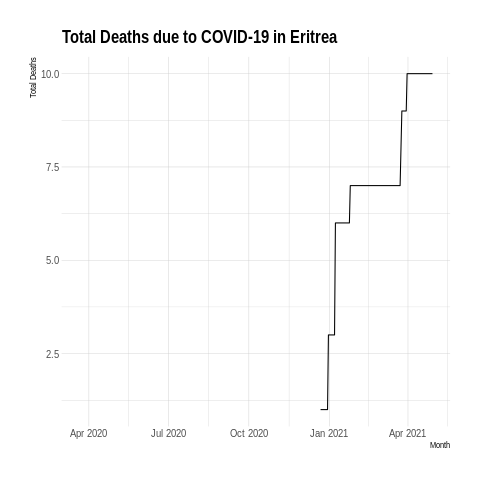 Total Deaths due to COVID-19 in Eritrea
Total Deaths
10.0
7.5
5.0
2.5
Apr 2020 Jul 2020 Oct 2020 Jan 2021 Apr 2021
Month